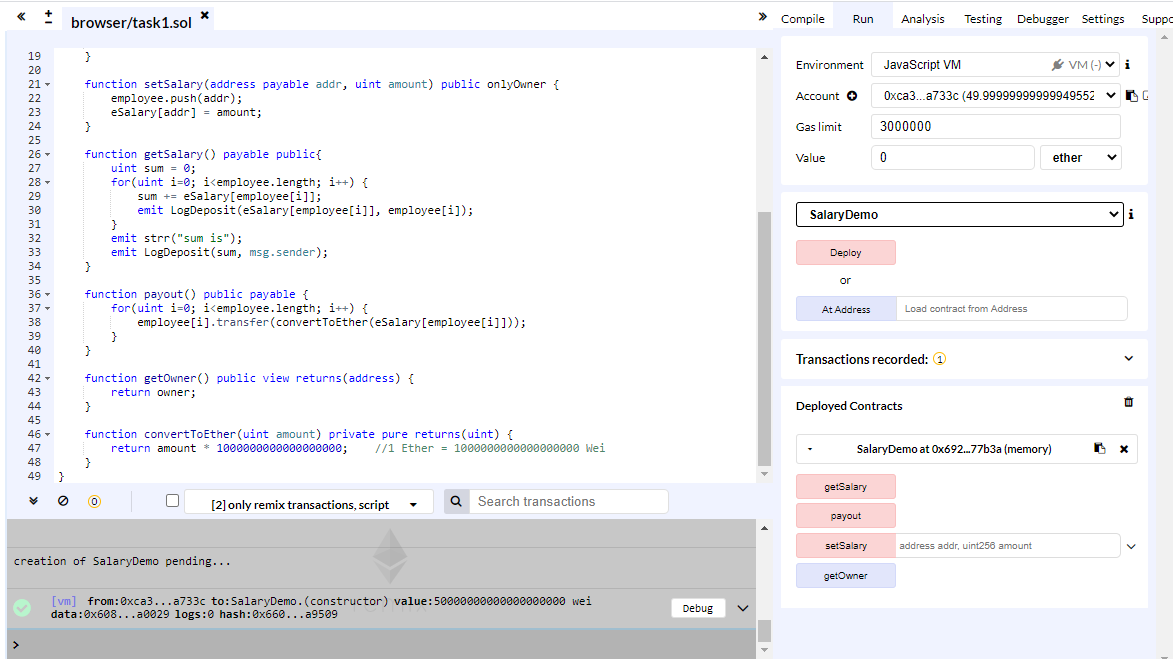 browser/task1.sol
19 }
20
21 function setSalary(address payable addr, uint amount) public onlyOwner {
22 employee.push(addr);
23 eSalary[addr] = amount;
24 }
25
26 function getSalary() payable public{
27 uint sum = 0;
28 for(uint i=0; i<employee.length; i++) {
29 sum += eSalary[employee[i]];
30 emit LogDeposit(eSalary[employee[i]], employee[i]);
31 }
32 emit strr("sum is");
33 emit LogDeposit(sum, msg.sender);
34 }
35
36 function payout() public payable {
37 for(uint i=0; i<employee.length; i++) {
38 employee[i].transfer(convertToEther(eSalary[employee[i]]));
39 }
40 }
41
42 function getOwner() public view returns(address) {
43 return owner;
44 }
45
46 function convertToEther(uint amount) private pure returns(uint) {
47 return amount * 1000000000000000000; //1 Ether = 1000000000000000000 Wei
48 }
49 }
0
[2] only remix transactions, script
Search transactions
creation of SalaryDemo pending...
[vm] from:0xca3...a733c to:SalaryDemo.(constructor) value:50000000000000000000 wei
data:0x608...a0029 logs:0 hash:0x660...a9509
Debug
>
Compile Run Analysis Testing Debugger Settings Suppo
Environment JavaScript VM VM (-)
Account 0xca3...a733c (49.99999999999949552
Gas limit 3000000
Value 0 ether
SalaryDemo
Deploy
or
At Address Load contract from Address
Transactions recorded: 1
Deployed Contracts
SalaryDemo at 0x692...77b3a (memory)
getSalary
payout
setSalary address addr, uint256 amount
getOwner